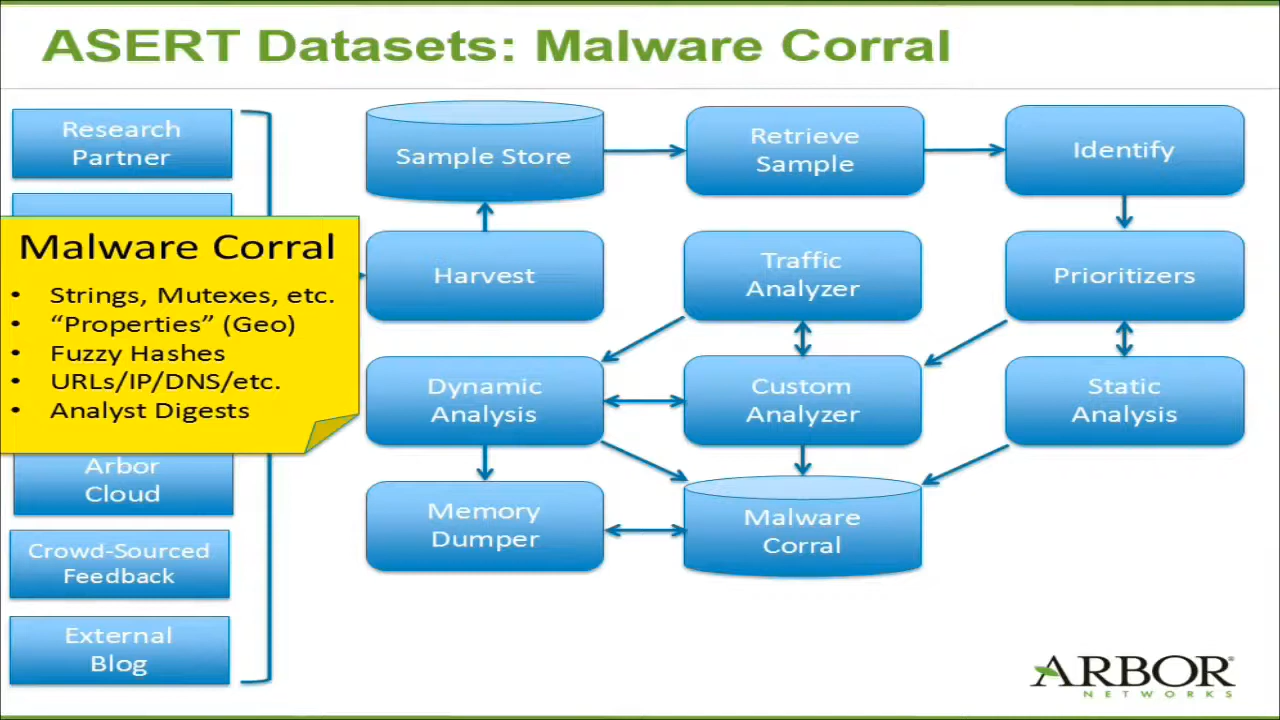 ASERT Datasets: Malware Corral
Research
Partner
Malware Corral
• Strings, Mutexes, etc.
• “Properties” (Geo)
• Fuzzy Hashes
• URLs/IP/DNS/etc.
• Analyst Digests
Arbor
Cloud
Crowd-Sourced
Feedback
External
Blog
Sample Store
Retrieve
Sample
Identify
Harvest
Traffic
Analyzer
Prioritizers
Dynamic
Analysis
Custom
Analyzer
Static
Analysis
Memory
Dumper
Malware
Corral
ARBOR
NETWORKS